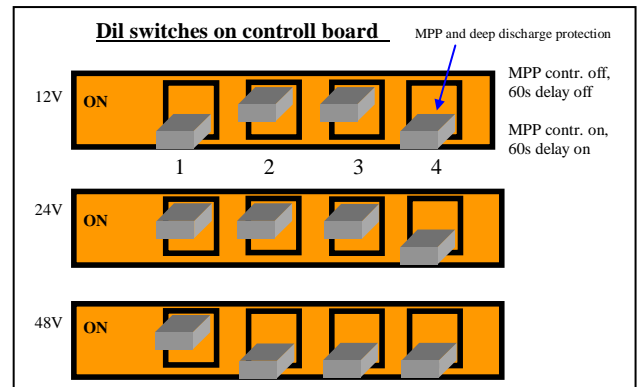 Dil switches on controll board
MPP and deep discharge protection
12V
ON
MPP contr. off,
60s delay off
MPP contr. on,
60s delay on
1 2 3 4
24V
ON
48V
ON